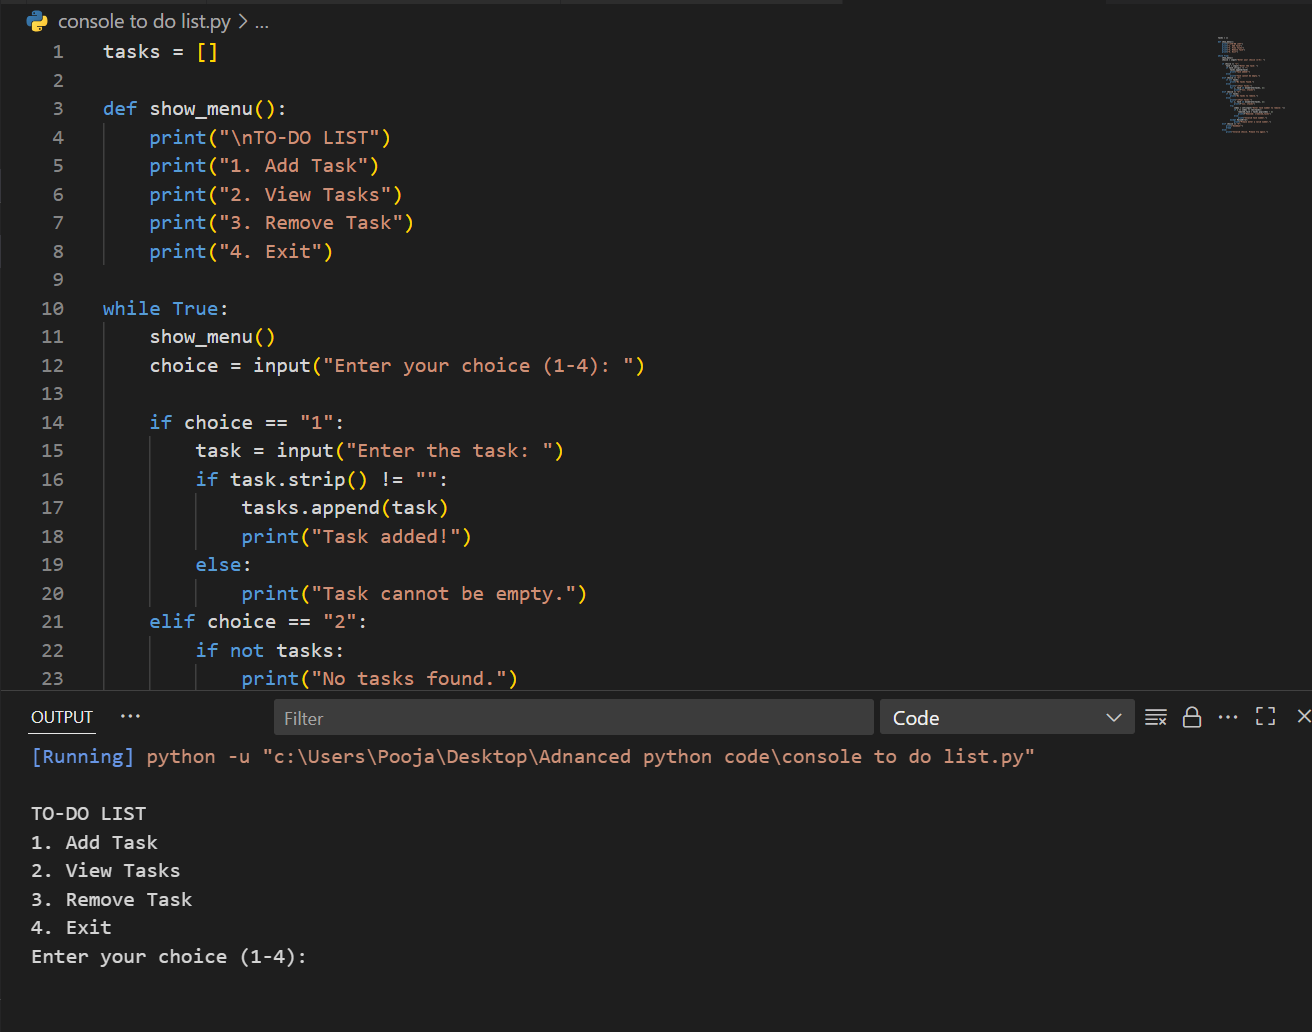 console to do list.py > ...
1 tasks = []
2
3 def show_menu():
4     print("\nTO-DO LIST")
5     print("1. Add Task")
6     print("2. View Tasks")
7     print("3. Remove Task")
8     print("4. Exit")
9
10 while True:
11     show_menu()
12     choice = input("Enter your choice (1-4): ")
13
14     if choice == "1":
15         task = input("Enter the task: ")
16         if task.strip() != "":
17             tasks.append(task)
18             print("Task added!")
19         else:
20             print("Task cannot be empty.")
21     elif choice == "2":
22         if not tasks:
23             print("No tasks found.")
OUTPUT ... Filter Code
[Running] python -u "c:\Users\Pooja\Desktop\Adnanced python code\console to do list.py"
TO-DO LIST
1. Add Task
2. View Tasks
3. Remove Task
4. Exit
Enter your choice (1-4):